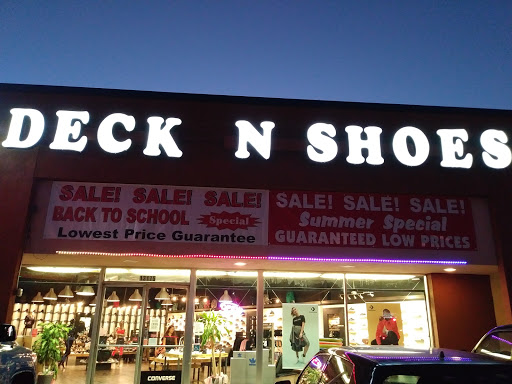 DECK N SHOES
SALE! SALE! SALE!
BACK TO SCHOOL Special
Lowest Price Guarantee
SALE! SALE! SALE!
Summer Special
GUARANTEED LOW PRICES
CONVERSE